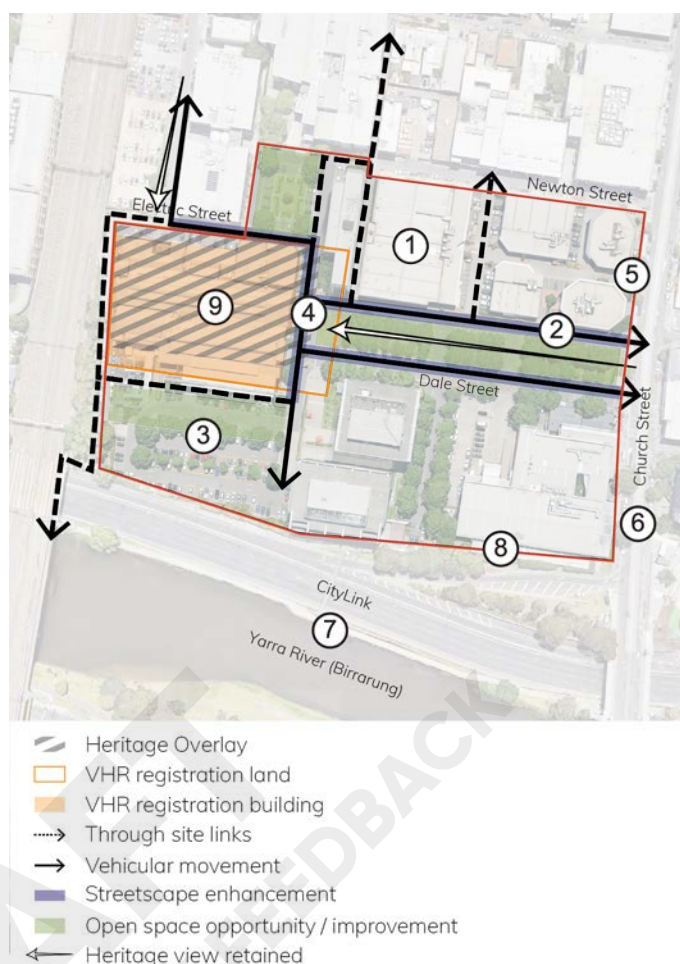 Newton Street
Electric Street
1
5
9
4
2
Dale Street
Church Street
3
6
8
CityLink
7
Yarra River (Birrarung)
Heritage Overlay
VHR registration land
VHR registration building
Through site links
Vehicular movement
Streetscape enhancement
Open space opportunity / improvement
Heritage view retained
AFT
FEEDBACK